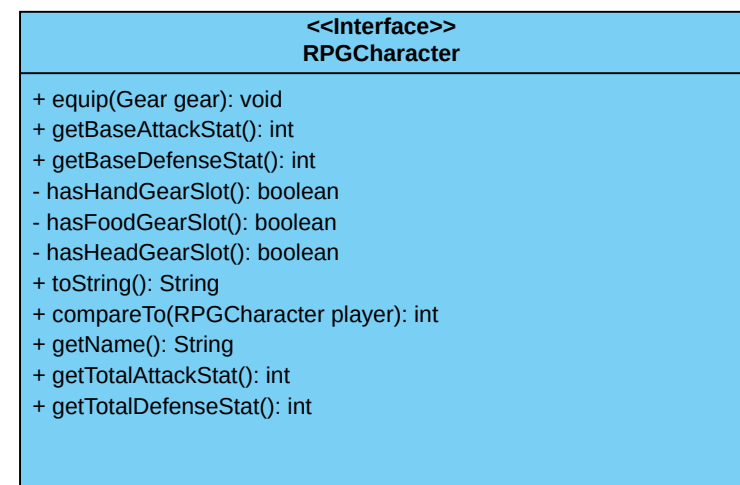 <<Interface>>
RPGCharacter
+ equip(Gear gear): void
+ getBaseAttackStat(): int
+ getBaseDefenseStat(): int
- hasHandGearSlot(): boolean
- hasFoodGearSlot(): boolean
- hasHeadGearSlot(): boolean
+ toString(): String
+ compareTo(RPGCharacter player): int
+ getName(): String
+ getTotalAttackStat(): int
+ getTotalDefenseStat(): int